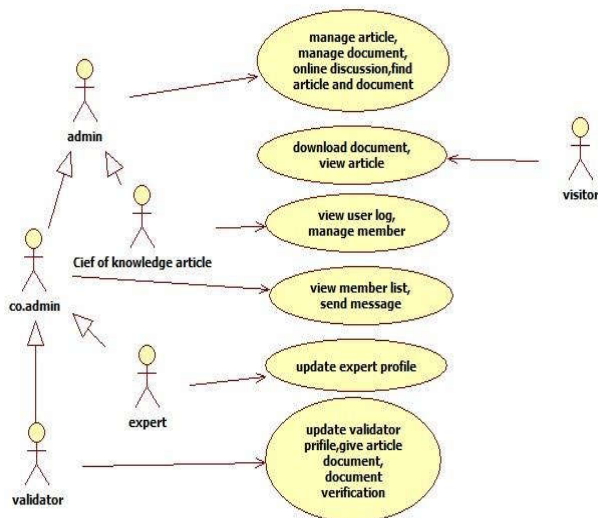 manage article,
manage document,
online discussion,find
article and document
admin
download document,
view article
visitor
view user log,
manage member
Cief of knowledge article
view member list,
send message
co.admin
update expert profile
expert
update validator
prifile,give article
document,
document
verification
validator